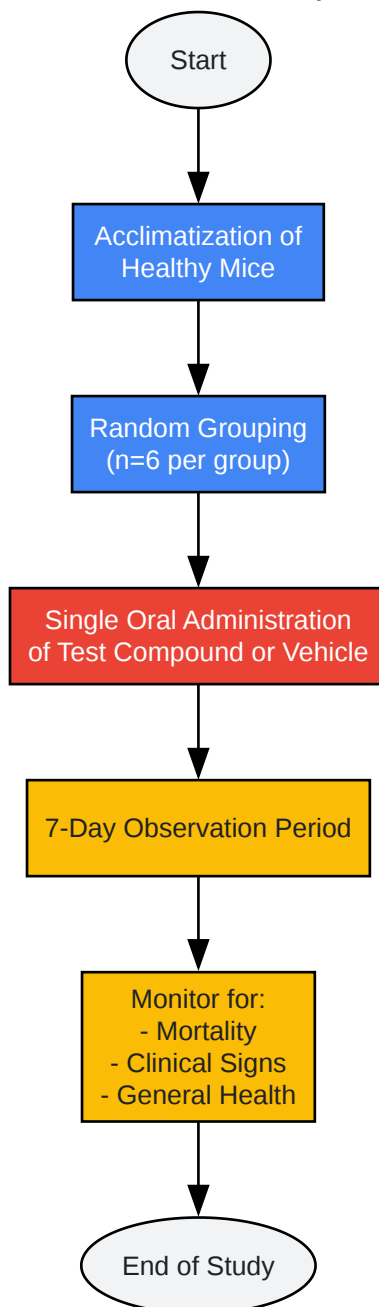 Start
Acclimatization of
Healthy Mice
Random Grouping
(n=6 per group)
Single Oral Administration
of Test Compound or Vehicle
7-Day Observation Period
Monitor for:
- Mortality
- Clinical Signs
- General Health
End of Study